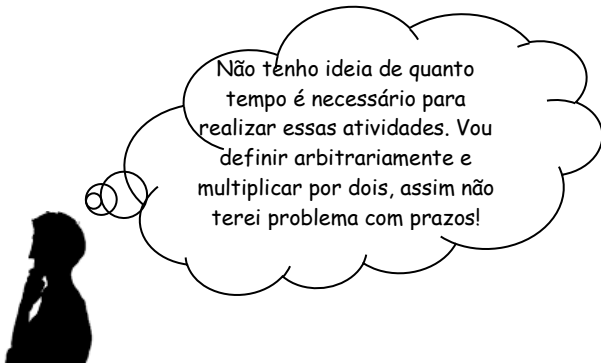 Não tenho ideia de quanto
tempo é necessário para
realizar essas atividades. Vou
definir arbitrariamente e
multiplicar por dois, assim não
terei problema com prazos!